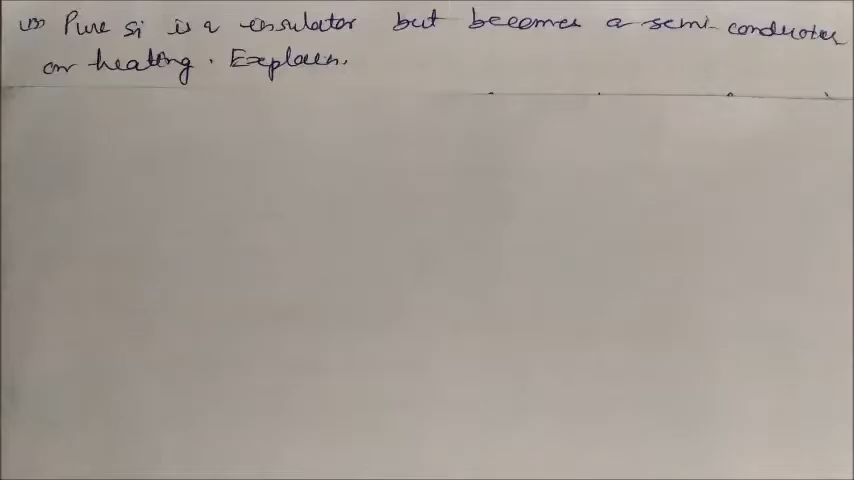 Pure Si is a insulator but becomes a semi-conductor
on heating. Explain.